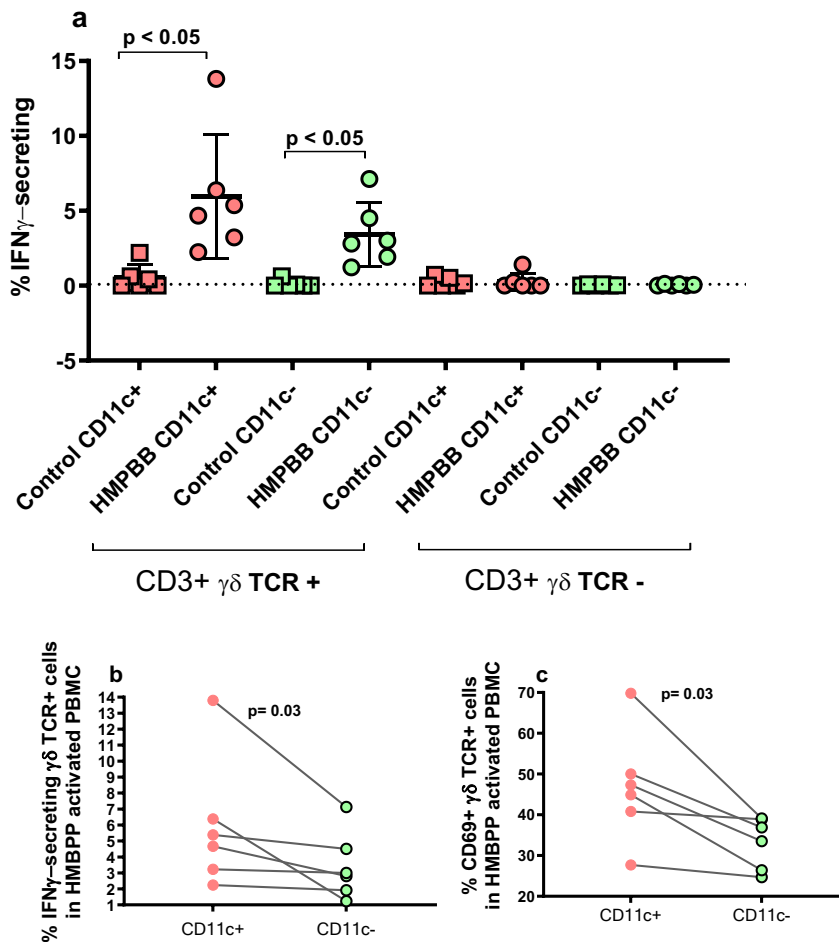 a
p < 0.05
p < 0.05
% IFNγ–secreting
15
10
5
0
-5
Control CD11c+
HMPBB CD11c+
Control CD11c-
HMPBB CD11c-
Control CD11c+
HMPBB CD11c+
Control CD11c-
HMPBB CD11c-
CD3+ γδ TCR +
CD3+ γδ TCR -
b
% IFNγ–secreting γδ TCR+ cells
in HMBPP activated PBMC
14
13
12
11
10
9
8
7
6
5
4
3
2
1
p= 0.03
CD11c+
CD11c-
c
% CD69+ γδ TCR+ cells
in HMBPP activated PBMC
70
60
50
40
30
20
p= 0.03
CD11c+
CD11c-